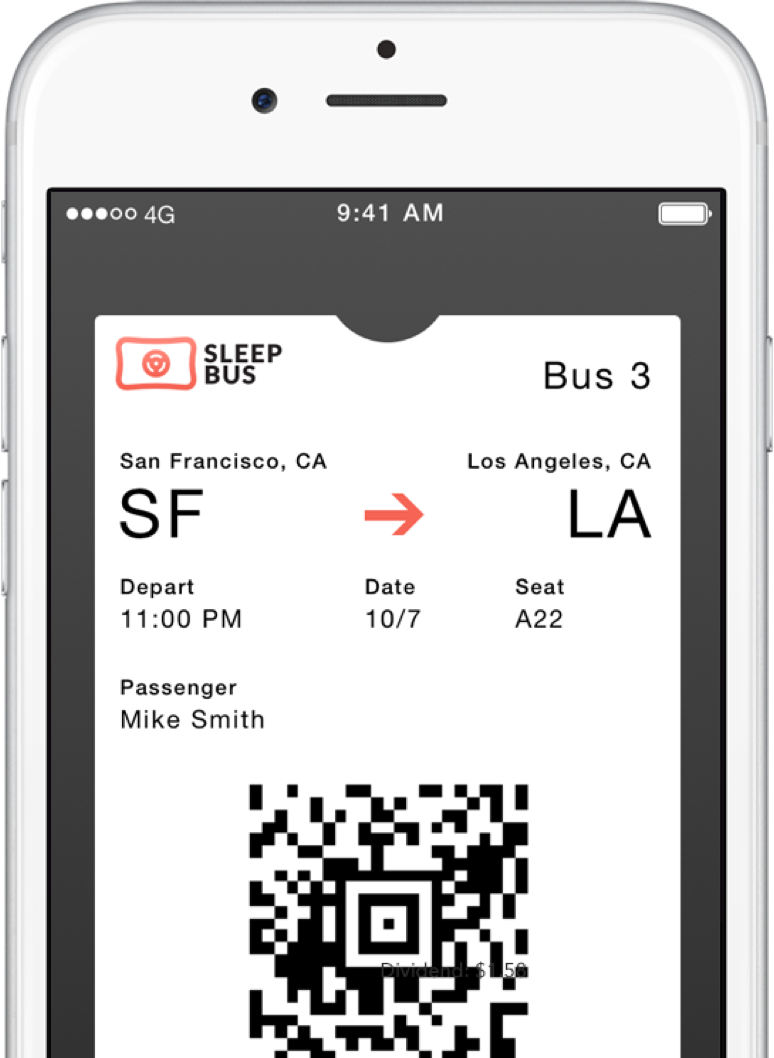 4G 9:41 AM
SLEEP
BUS
Bus 3
San Francisco, CA Los Angeles, CA
SF LA
Depart Date Seat
11:00 PM 10/7 A22
Passenger
Mike Smith
Dividend: $1.58